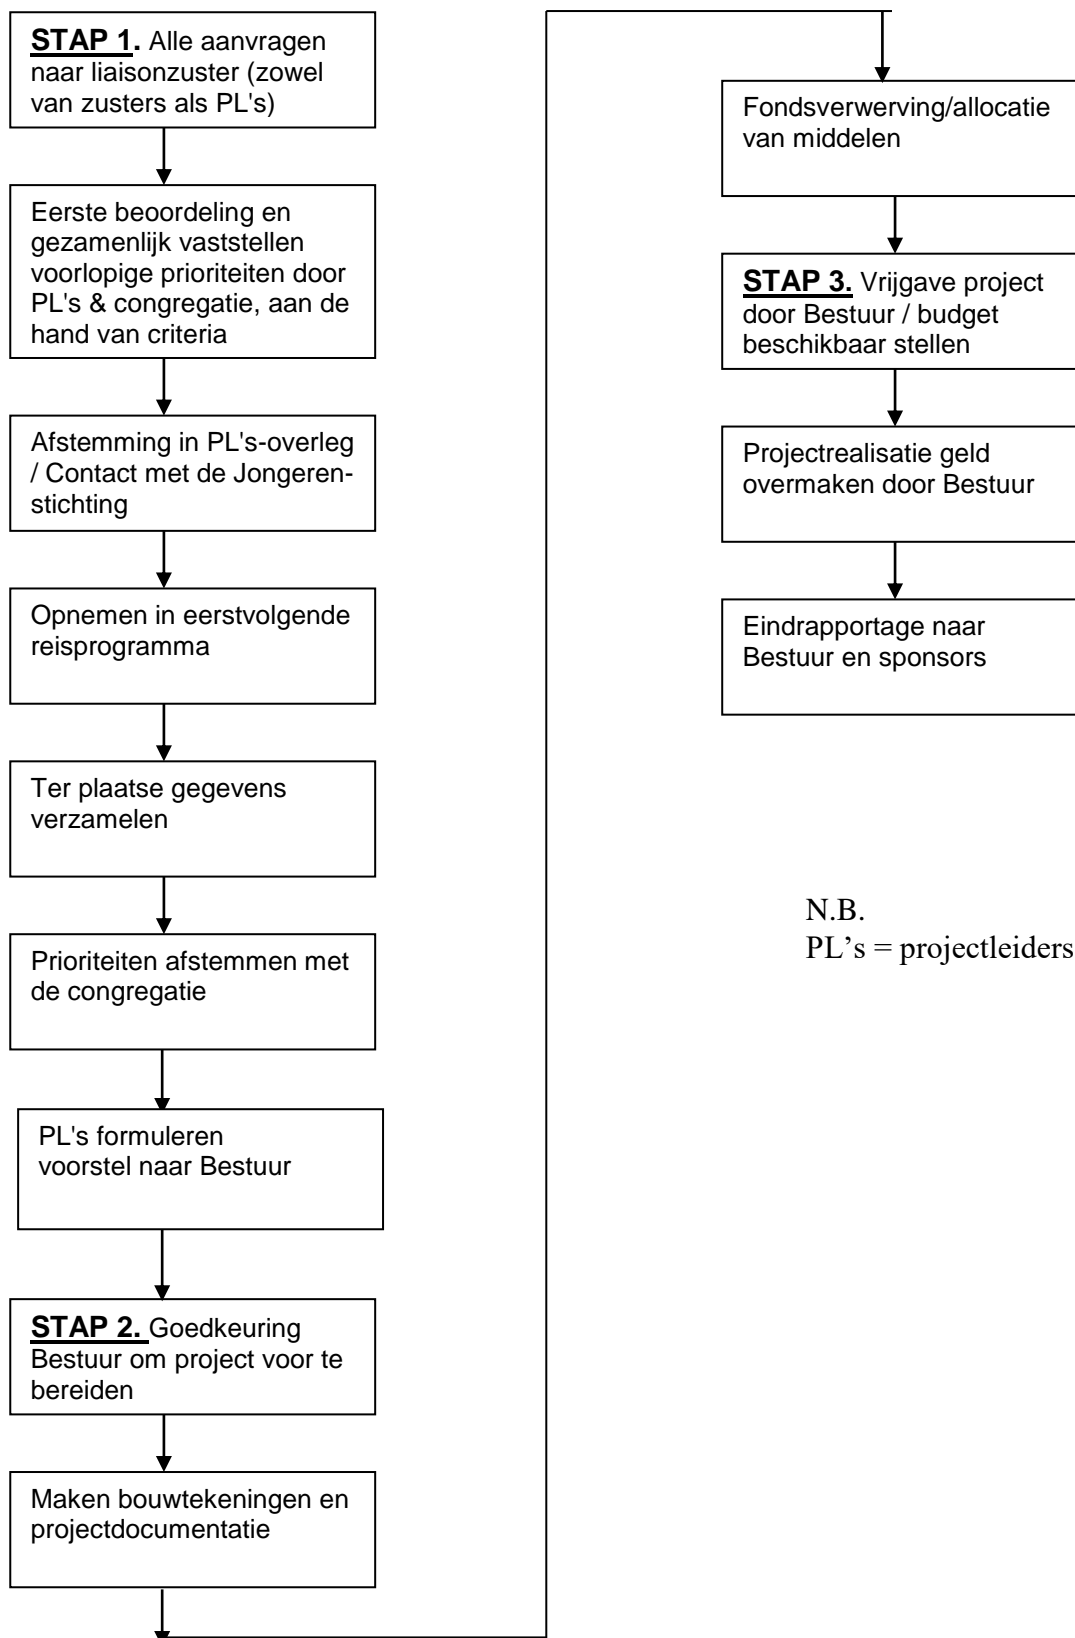 STAP 1. Alle aanvragen
naar liaisonzuster (zowel
van zusters als PL's)
Eerste beoordeling en
gezamenlijk vaststellen
voorlopige prioriteiten door
PL's & congregatie, aan de
hand van criteria
Afstemming in PL's-overleg
/ Contact met de Jongeren-
stichting
Opnemen in eerstvolgende
reisprogramma
Ter plaatse gegevens
verzamelen
Prioriteiten afstemmen met
de congregatie
PL's formuleren
voorstel naar Bestuur
STAP 2. Goedkeuring
Bestuur om project voor te
bereiden
Maken bouwtekeningen en
projectdocumentatie
Fondsverwerving/allocatie
van middelen
STAP 3. Vrijgave project
door Bestuur / budget
beschikbaar stellen
Projectrealisatie geld
overmaken door Bestuur
Eindrapportage naar
Bestuur en sponsors
N.B.
PL’s = projectleiders